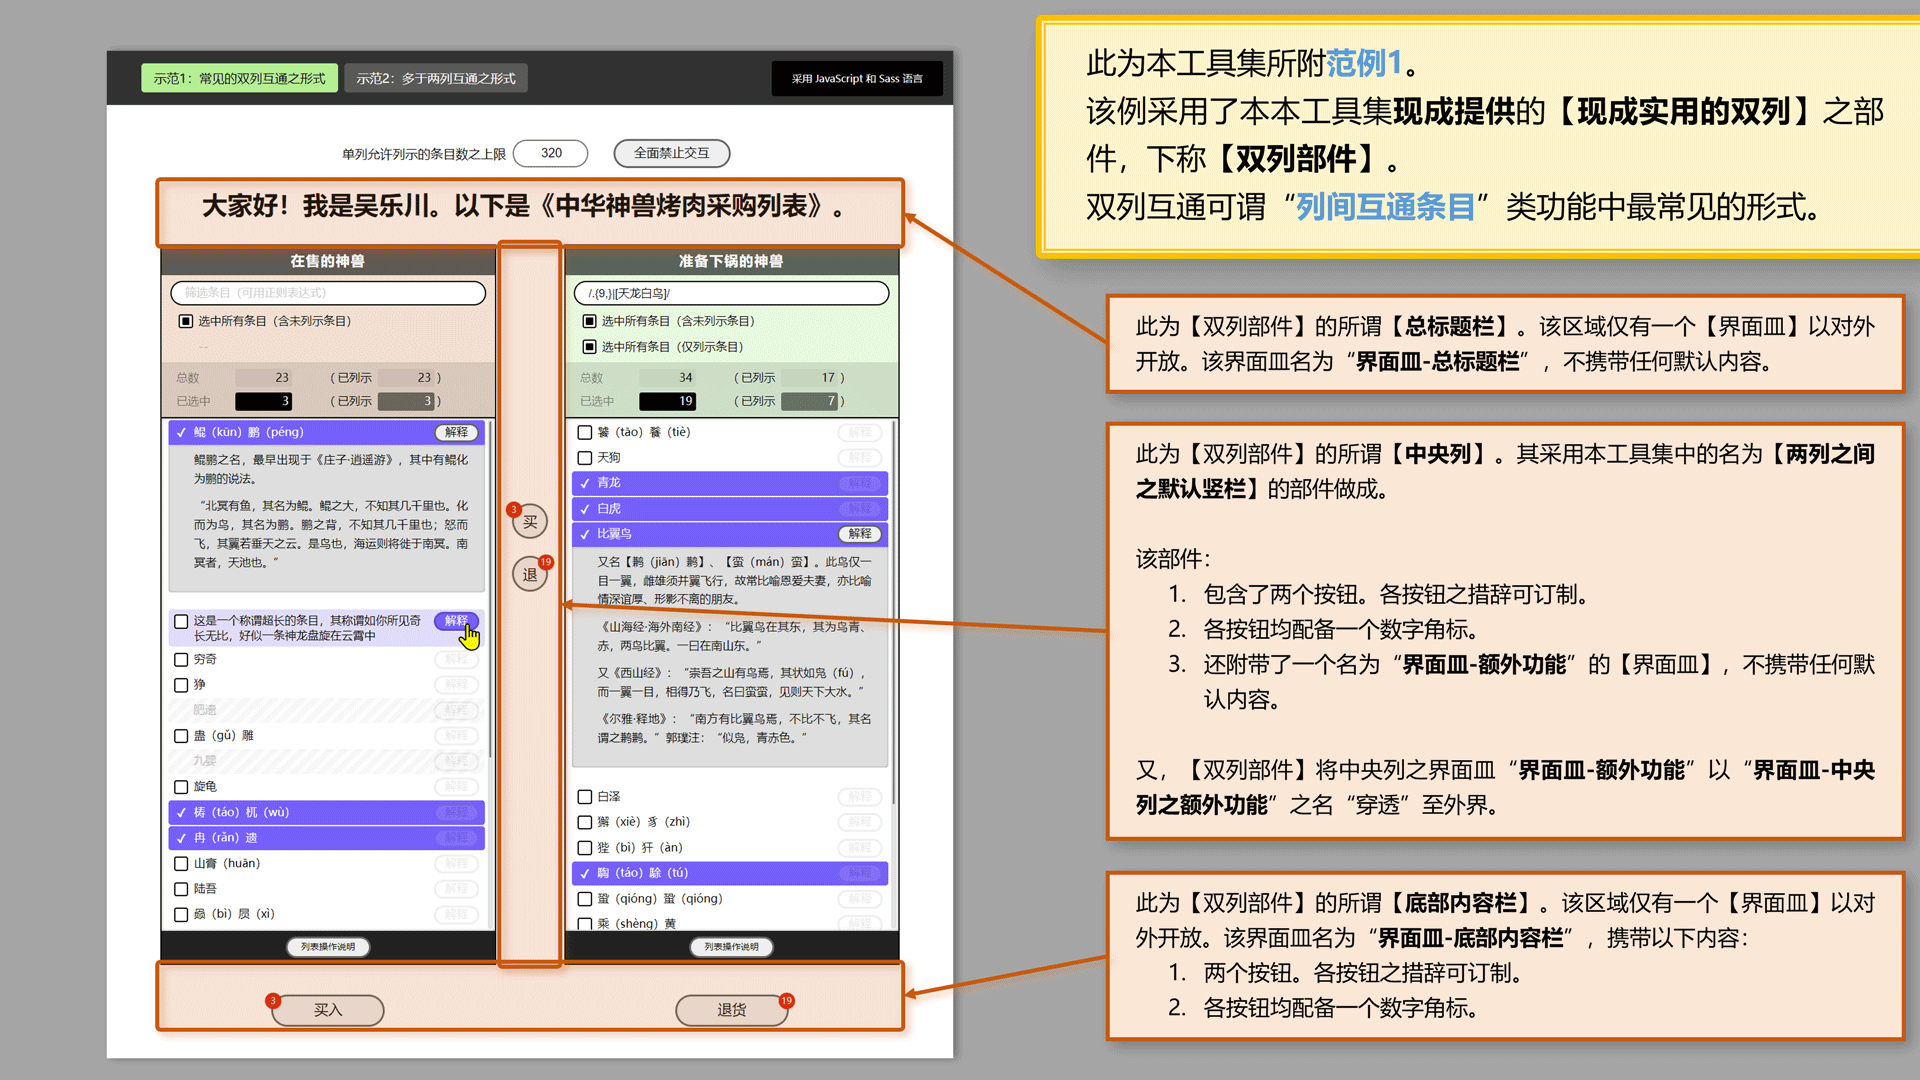 示范1：常见的双列互通之形式
示范2：多于两列互通之形式
采用 JavaScript 和 Sass 语言
单列允许列示的条目数之上限
320
全面禁止交互
大家好！我是吴乐川。以下是《中华神兽烤肉采购列表》。
在售的神兽
筛选条目（可用正则表达式）
选中所有条目（含未列示条目）
--
总数 23 （已列示 23 ）
已选中 3 （已列示 3 ）
✓ 鲲（kūn）鹏（péng） 解释
鲲鹏之名，最早出现于《庄子·逍遥游》，其中有鲲化
为鹏的说法。
“北冥有鱼，其名为鲲。鲲之大，不知其几千里也。化
而为鸟，其名为鹏。鹏之背，不知其几千里也；怒而
飞，其翼若垂天之云。是鸟也，海运则将徙于南冥。南
冥者，天池也。”
这是一个称谓超长的条目，其称谓如你所见奇
长无比，好似一条神龙盘旋在云霄中
解释
穷奇 解释
狰 解释
肥遗 解释
蛊（gǔ）雕 解释
九婴 解释
旋龟 解释
✓ 梼（táo）杌（wù） 解释
✓ 冉（rǎn）遗 解释
山膏（huān） 解释
陆吾 解释
赑（bì）屃（xì） 解释
列表操作说明
3
买
19
退
准备下锅的神兽
/.{9,}|[天龙白鸟]/
选中所有条目（含未列示条目）
选中所有条目（仅列示条目）
总数 34 （已列示 17 ）
已选中 19 （已列示 7 ）
饕（tāo）餮（tiè） 解释
天狗 解释
✓ 青龙 解释
✓ 白虎 解释
✓ 比翼鸟 解释
又名【鹣（jiān）鹣】、【蛮（mán）蛮】。此鸟仅一
目一翼，雌雄须并翼飞行，故常比喻恩爱夫妻，亦比喻
情深谊厚、形影不离的朋友。
《山海经·海外南经》：“比翼鸟在其东，其为鸟青、
赤，两鸟比翼。一曰在南山东。”
又《西山经》：“崇吾之山有鸟焉，其状如凫（fú），
而一翼一目，相得乃飞，名曰蛮蛮，见则天下大水。”
《尔雅·释地》：“南方有比翼鸟焉，不比不飞，其名
谓之鹣鹣。”郭璞注：“似凫，青赤色。”
白泽 解释
獬（xiè）豸（zhì） 解释
狴（bì）犴（àn） 解释
✓ 騊（táo）駼（tú） 解释
蛩（qióng）蛩（qióng） 解释
乘（shèng）黄 解释
列表操作说明
3
买入
退货
19
此为本工具集所附范例1。
该例采用了本本工具集现成提供的【现成实用的双列】之部
件，下称【双列部件】。
双列互通可谓“列间互通条目”类功能中最常见的形式。
此为【双列部件】的所谓【总标题栏】。该区域仅有一个【界面皿】以对外
开放。该界面皿名为“界面皿-总标题栏”，不携带任何默认内容。
此为【双列部件】的所谓【中央列】。其采用本工具集中的名为【两列之间
之默认竖栏】的部件做成。
该部件：
1. 包含了两个按钮。各按钮之措辞可订制。
2. 各按钮均配备一个数字角标。
3. 还附带了一个名为“界面皿-额外功能”的【界面皿】，不携带任何默
认内容。
又，【双列部件】将中央列之界面皿“界面皿-额外功能”以“界面皿-中央
列之额外功能”之名“穿透”至外界。
此为【双列部件】的所谓【底部内容栏】。该区域仅有一个【界面皿】以对
外开放。该界面皿名为“界面皿-底部内容栏”，携带以下内容：
1. 两个按钮。各按钮之措辞可订制。
2. 各按钮均配备一个数字角标。